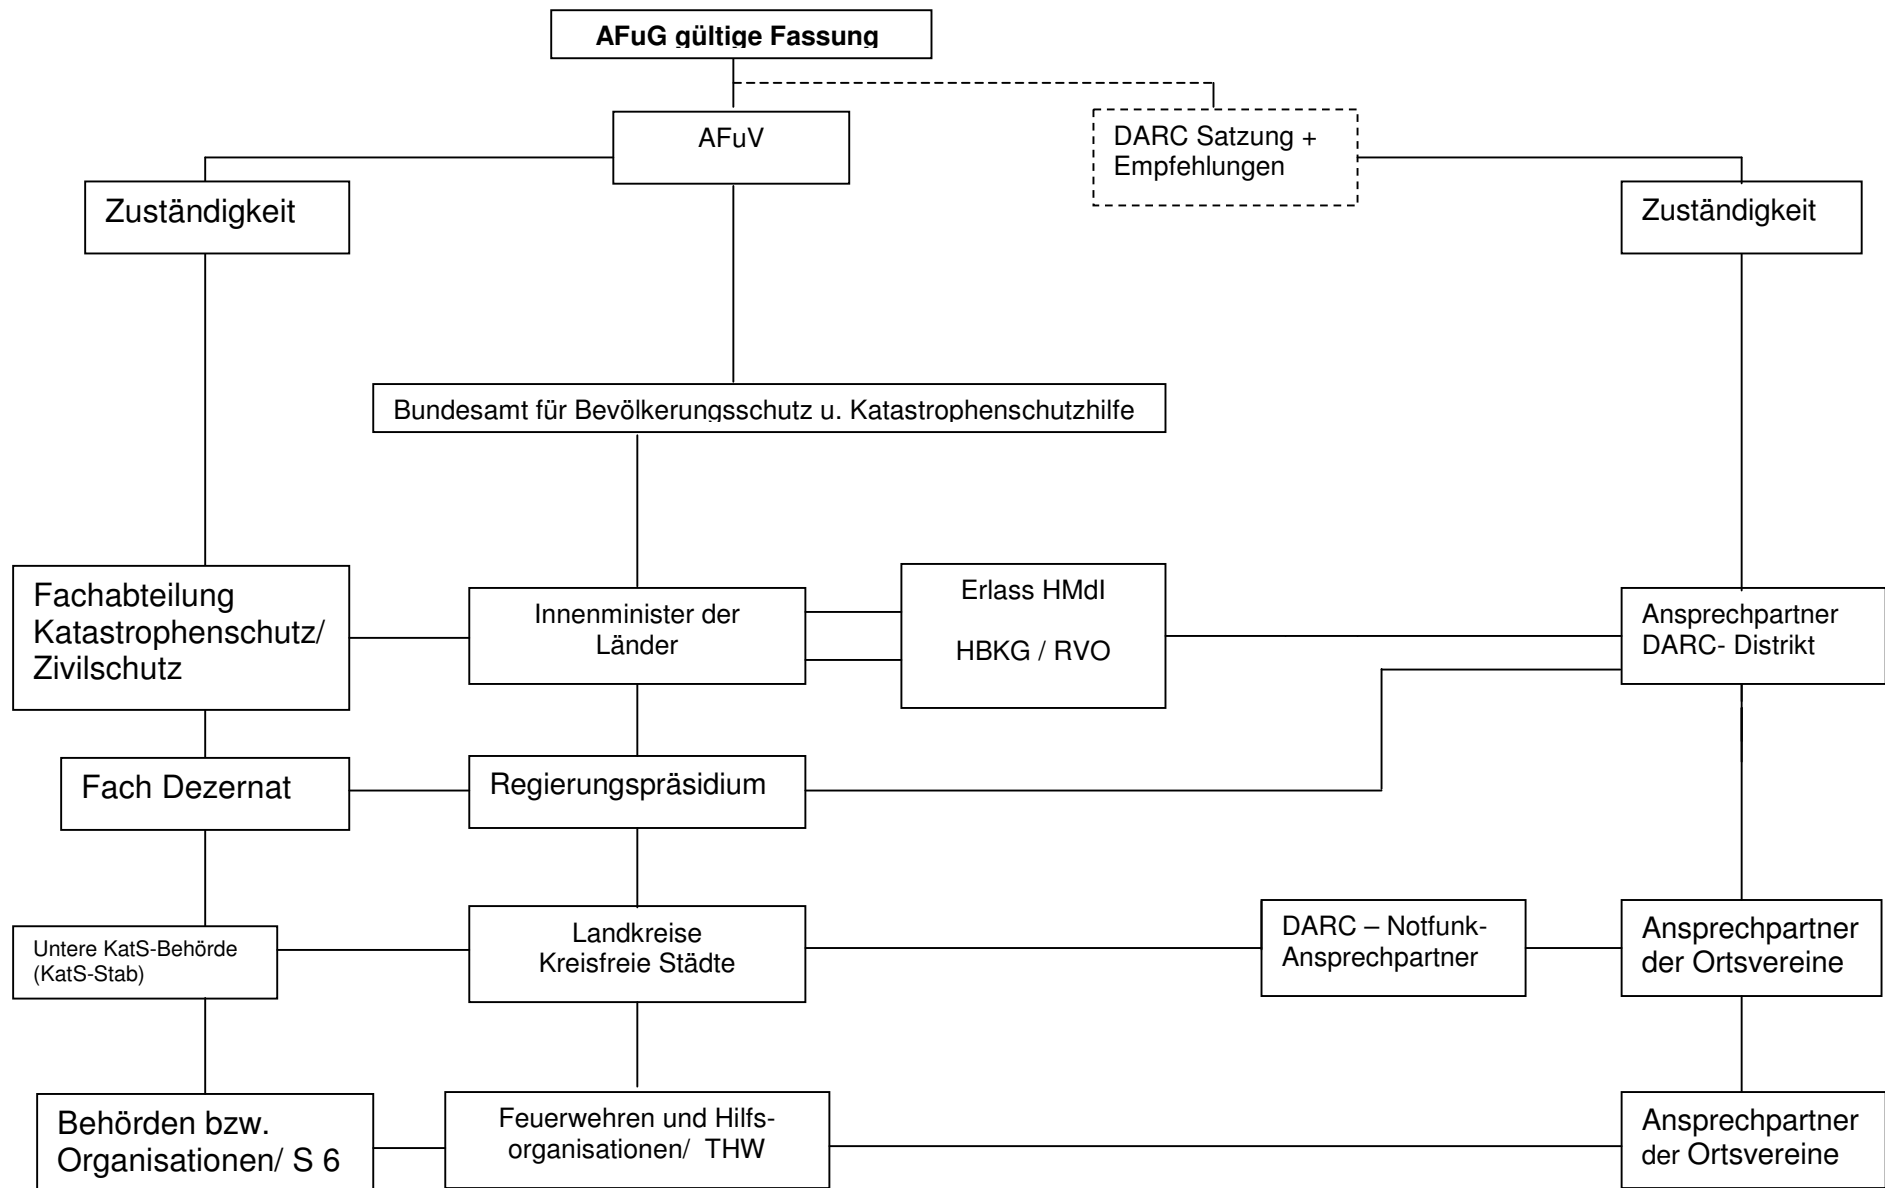 AFuG gültige Fassung
AFuV
DARC Satzung +
Empfehlungen
Zuständigkeit
Zuständigkeit
Bundesamt für Bevölkerungsschutz u. Katastrophenschutzhilfe
Fachabteilung
Katastrophenschutz/
Zivilschutz
Innenminister der
Länder
Erlass HMdI
HBKG / RVO
Ansprechpartner
DARC- Distrikt
Fach Dezernat
Regierungspräsidium
Untere KatS-Behörde
(KatS-Stab)
Landkreise
Kreisfreie Städte
DARC – Notfunk-
Ansprechpartner
Ansprechpartner
der Ortsvereine
Behörden bzw.
Organisationen/ S 6
Feuerwehren und Hilfs-
organisationen/ THW
Ansprechpartner
der Ortsvereine